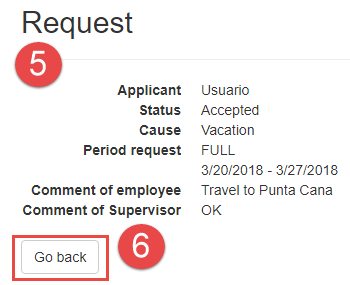 Request
5
Applicant Usuario
Status Accepted
Cause Vacation
Period request FULL
3/20/2018 - 3/27/2018
Comment of employee Travel to Punta Cana
Comment of Supervisor OK
Go back
6